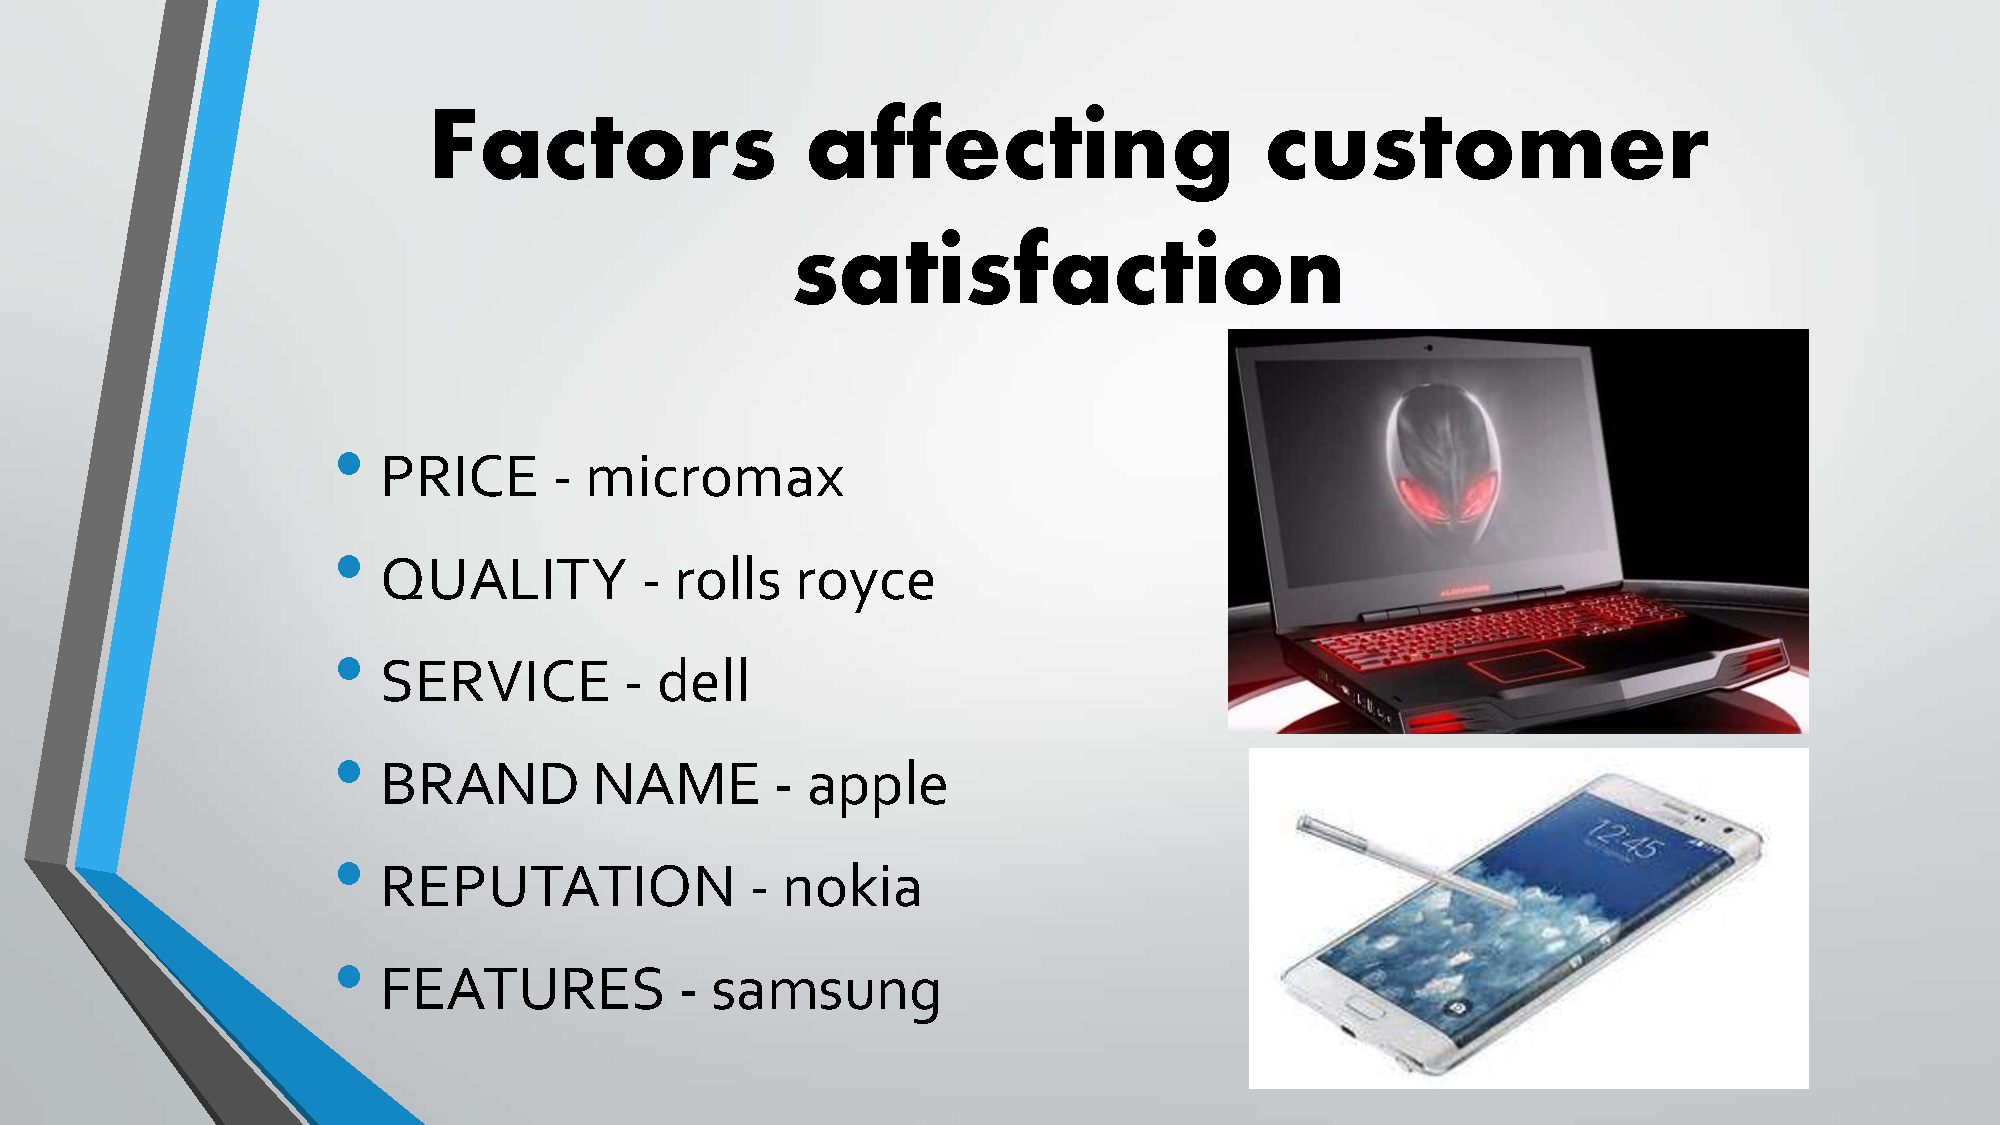 Factors affecting customer
satisfaction
• PRICE - micromax
• QUALITY - rolls royce
• SERVICE - dell
• BRAND NAME - apple
• REPUTATION - nokia
• FEATURES - samsung
ALIENWARE
12:45